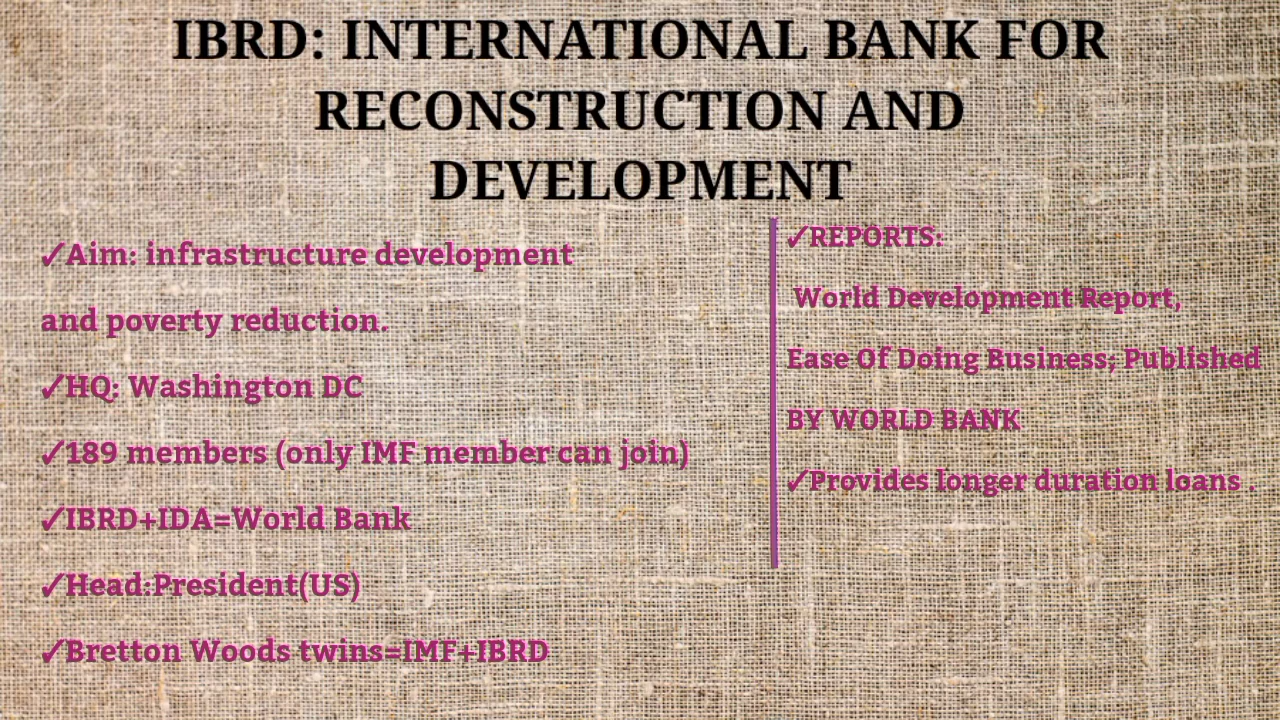 IBRD: INTERNATIONAL BANK FOR
RECONSTRUCTION AND
DEVELOPMENT
✓Aim: infrastructure development
and poverty reduction.
✓HQ: Washington DC
✓189 members (only IMF member can join)
✓IBRD+IDA=World Bank
✓Head:President(US)
✓Bretton Woods twins=IMF+IBRD
✓REPORTS:
World Development Report,
Ease Of Doing Business; Published
BY WORLD BANK
✓Provides longer duration loans .